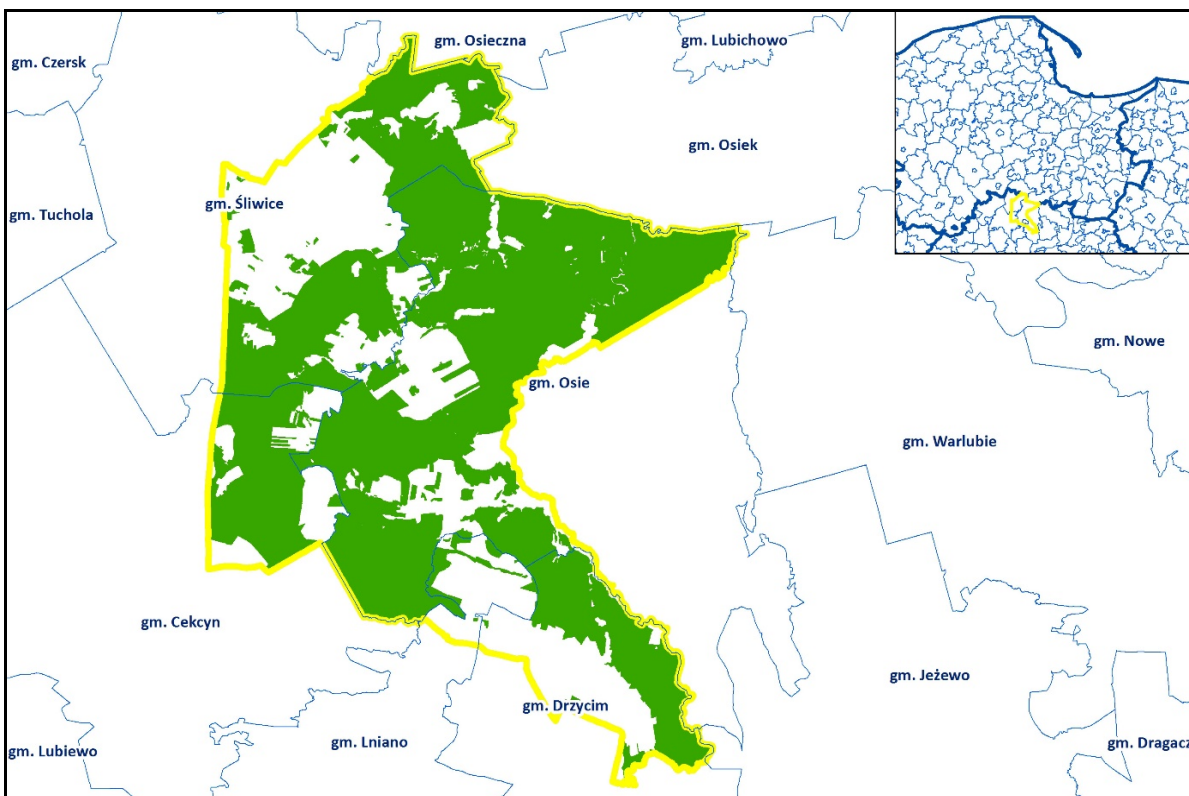 gm. Osieczna
gm. Lubichowo
gm. Czersk
gm. Osiek
gm. Śliwice
gm. Tuchola
gm. Nowe
gm. Osie
gm. Warlubie
gm. Cekcyn
gm. Jeżewo
gm. Drzycim
gm. Lniano
gm. Lubiewo
gm. Dragacz